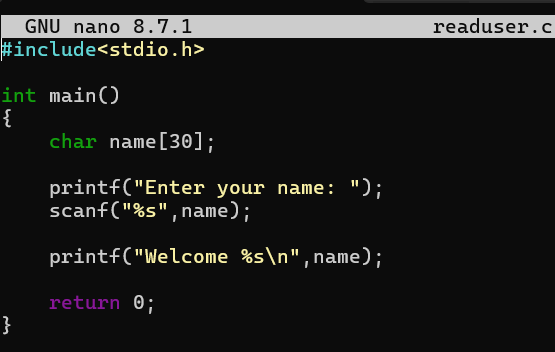 GNU nano 8.7.1 readuser.c
#include<stdio.h>
int main()
{
char name[30];
printf("Enter your name: ");
scanf("%s",name);
printf("Welcome %s\n",name);
return 0;
}